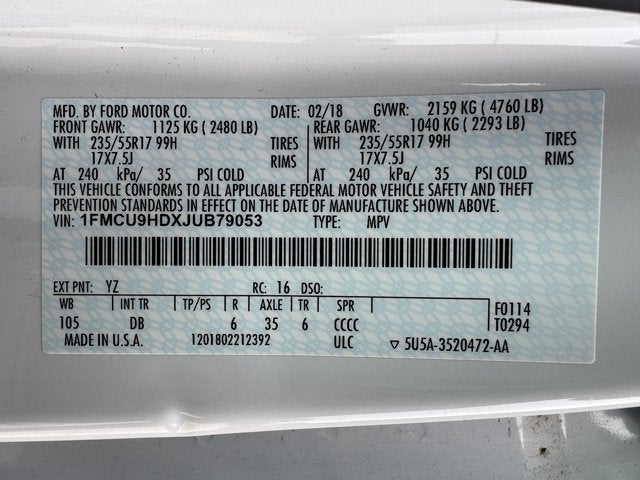 MFD. BY FORD MOTOR CO. DATE: 02/18 GVWR: 2159 KG ( 4760 LB)
FRONT GAWR: 1125 KG ( 2480 LB) REAR GAWR: 1040 KG ( 2293 LB)
WITH 235/55R17 99H TIRES WITH 235/55R17 99H TIRES
17X7.5J RIMS 17X7.5J RIMS
AT 240 kPa/ 35 PSI COLD AT 240 kPa/ 35 PSI COLD
THIS VEHICLE CONFORMS TO ALL APPLICABLE FEDERAL MOTOR VEHICLE SAFETY AND THEFT
PREVENTION STANDARDS IN EFFECT ON THE DATE OF MANUFACTURE SHOWN ABOVE.
VIN: 1FMCU9HDXJUB79053 TYPE: MPV
EXT PNT: YZ RC: 16 DSO:
WB INT TR TP/PS R AXLE TR SPR F0114
105 DB 6 35 6 CCCC T0294
MADE IN U.S.A. 1201802212392 ULC ▽ 5U5A-3520472-AA